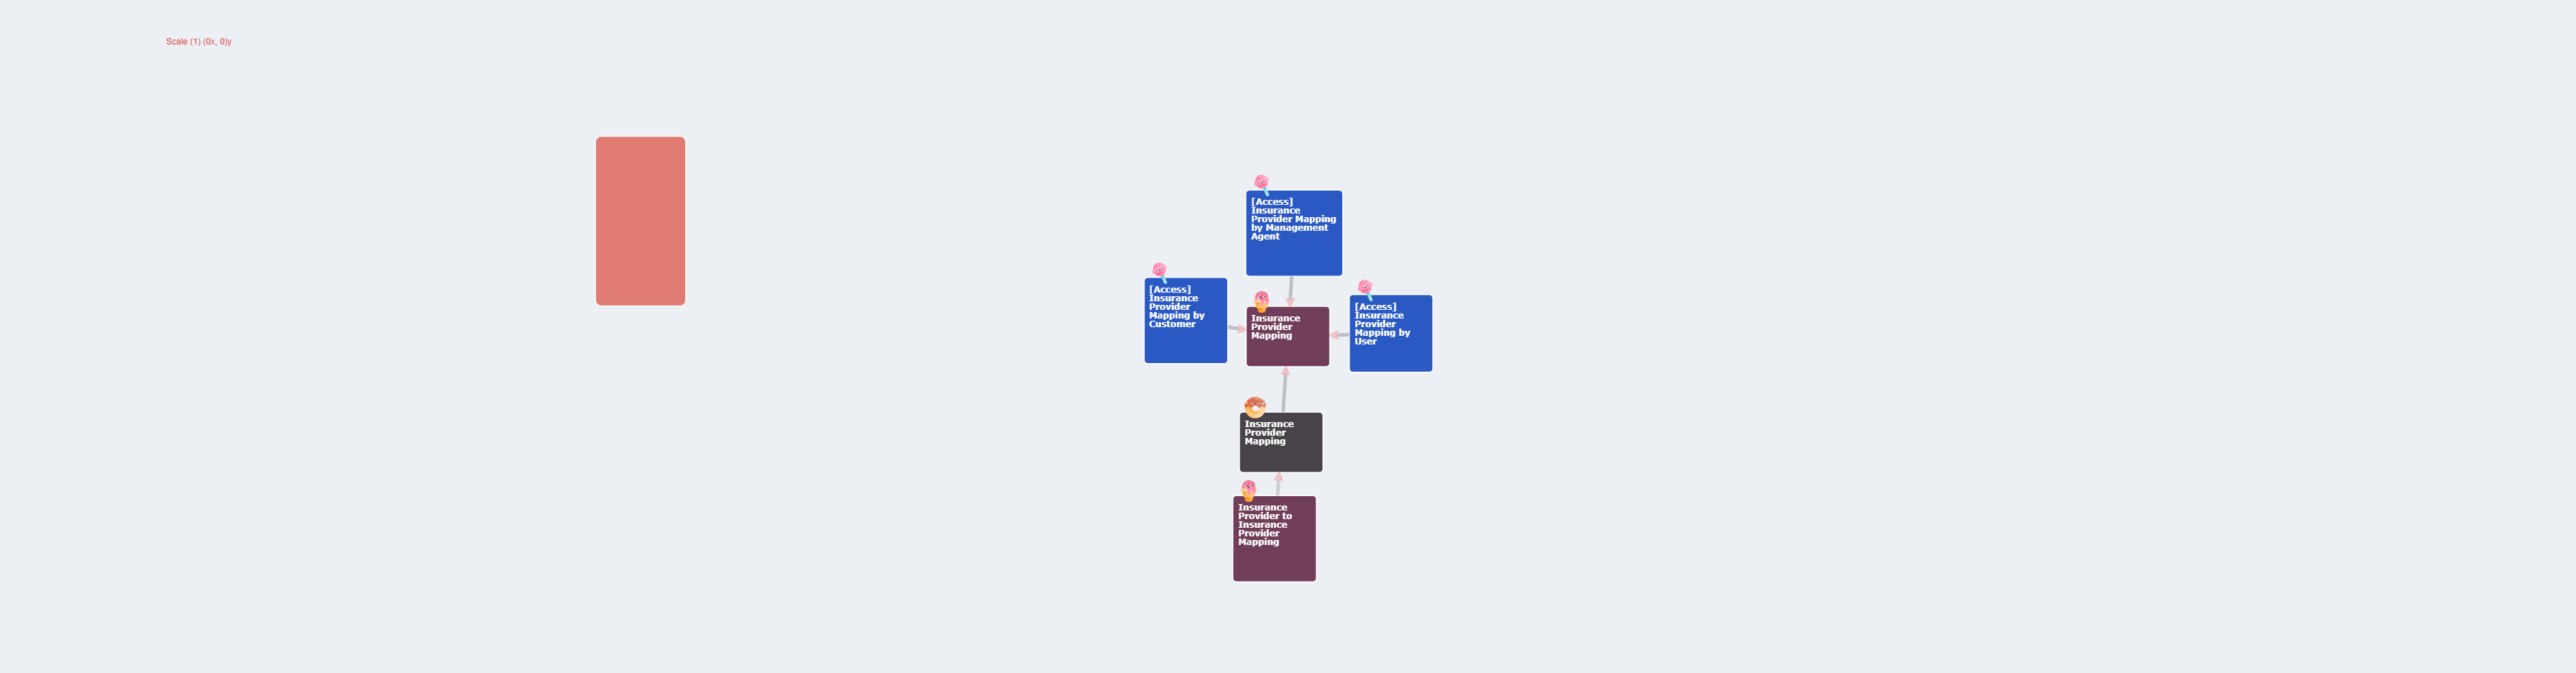 Scale (1) (0x, 0)y
[Access]
Insurance
Provider Mapping
by Management
Agent
[Access]
Insurance
Provider
Mapping by
Customer
Insurance
Provider
Mapping
[Access]
Insurance
Provider
Mapping by
User
Insurance
Provider
Mapping
Insurance
Provider to
Insurance
Provider
Mapping